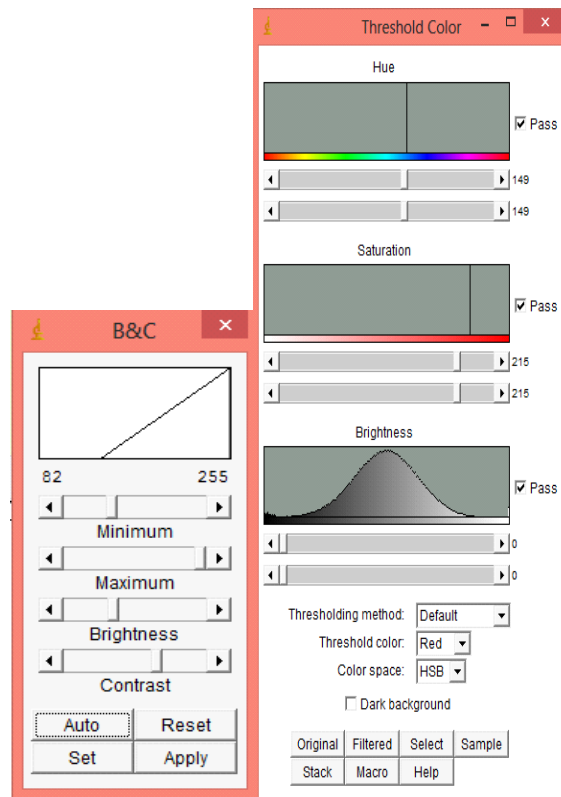 B&C
x
82 255
Minimum
Maximum
Brightness
Contrast
Auto Reset
Set Apply
Threshold Color
Hue
Pass
149
149
Saturation
Pass
215
215
Brightness
Pass
0
0
Thresholding method: Default
Threshold color: Red
Color space: HSB
Dark background
Original Filtered Select Sample
Stack Macro Help